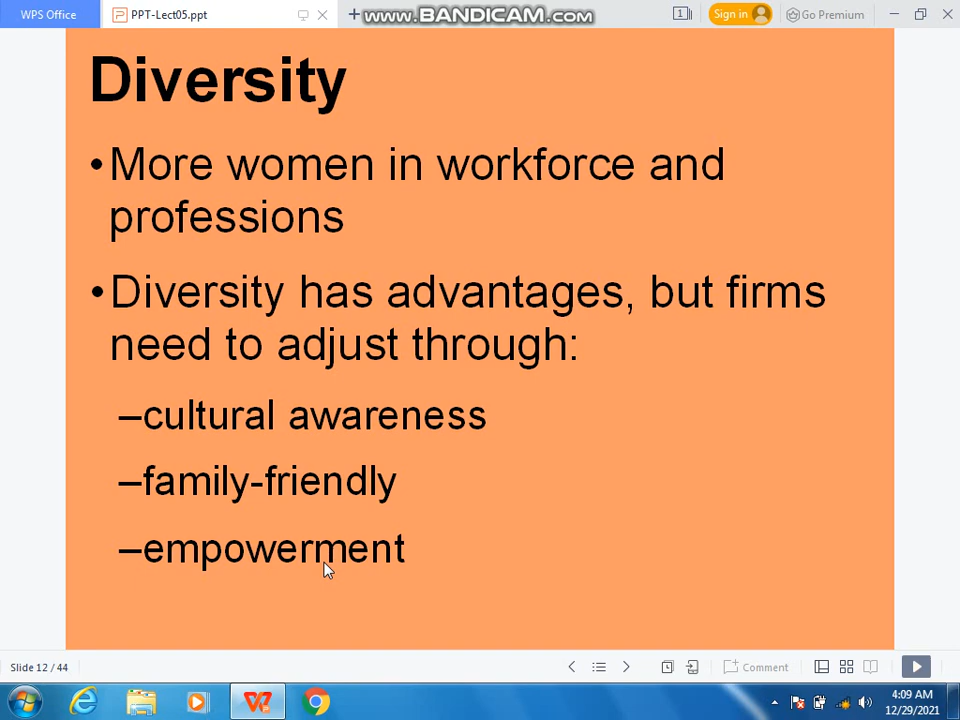 WPS Office
PPT-Lect05.ppt
www.BANDICAM.com
1
Sign in
Go Premium
Diversity
•More women in workforce and
professions
•Diversity has advantages, but firms
need to adjust through:
–cultural awareness
–family-friendly
–empowerment
Slide 12 / 44
Comment
4:09 AM
12/29/2021